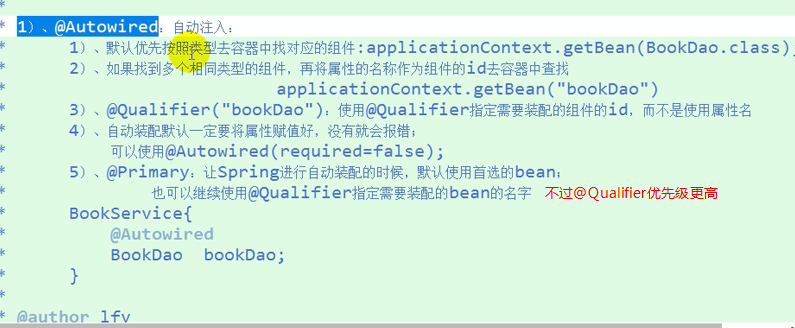 *
* 1）、@Autowired：自动注入：
* 1）、默认优先按照类型去容器中找对应的组件:applicationContext.getBean(BookDao.class);
* 2）、如果找到多个相同类型的组件，再将属性的名称作为组件的id去容器中查找
* applicationContext.getBean("bookDao")
* 3）、@Qualifier("bookDao")：使用@Qualifier指定需要装配的组件的id，而不是使用属性名
* 4）、自动装配默认一定要将属性赋值好，没有就会报错；
* 可以使用@Autowired(required=false);
* 5）、@Primary：让Spring进行自动装配的时候，默认使用首选的bean；
* 也可以继续使用@Qualifier指定需要装配的bean的名字 不过@Qualifier优先级更高
* BookService{
* @Autowired
* BookDao bookDao;
* }
*
* @author lfy